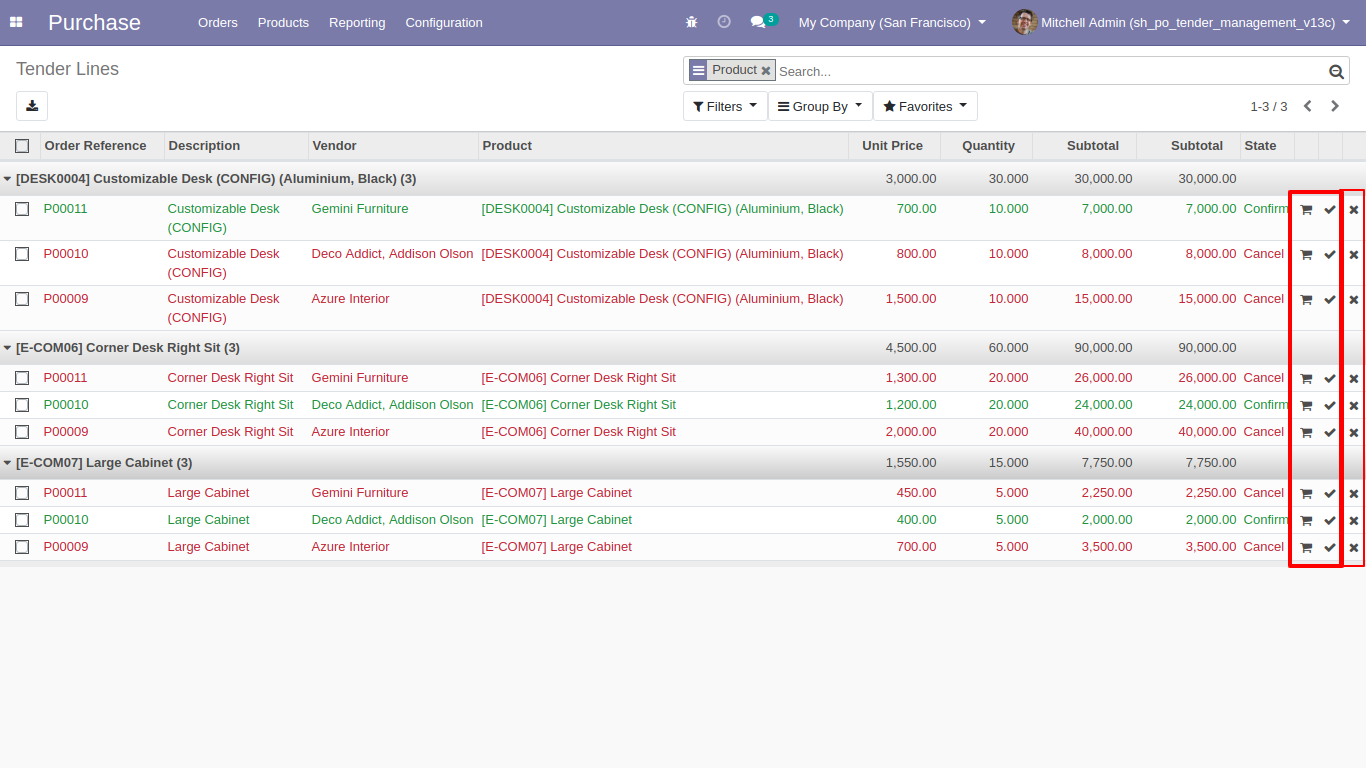 Purchase Orders Products Reporting Configuration 3 My Company (San Francisco) Mitchell Admin (sh_po_tender_management_v13c)
Tender Lines
Product Search...
Filters Group By Favorites 1-3 / 3
Order Reference Description Vendor Product Unit Price Quantity Subtotal Subtotal State
[DESK0004] Customizable Desk (CONFIG) (Aluminium, Black) (3) 3,000.00 30.000 30,000.00 30,000.00
P00011 Customizable Desk (CONFIG) Gemini Furniture [DESK0004] Customizable Desk (CONFIG) (Aluminium, Black) 700.00 10.000 7,000.00 7,000.00 Confirm
P00010 Customizable Desk (CONFIG) Deco Addict, Addison Olson [DESK0004] Customizable Desk (CONFIG) (Aluminium, Black) 800.00 10.000 8,000.00 8,000.00 Cancel
P00009 Customizable Desk (CONFIG) Azure Interior [DESK0004] Customizable Desk (CONFIG) (Aluminium, Black) 1,500.00 10.000 15,000.00 15,000.00 Cancel
[E-COM06] Corner Desk Right Sit (3) 4,500.00 60.000 90,000.00 90,000.00
P00011 Corner Desk Right Sit Gemini Furniture [E-COM06] Corner Desk Right Sit 1,300.00 20.000 26,000.00 26,000.00 Cancel
P00010 Corner Desk Right Sit Deco Addict, Addison Olson [E-COM06] Corner Desk Right Sit 1,200.00 20.000 24,000.00 24,000.00 Confirm
P00009 Corner Desk Right Sit Azure Interior [E-COM06] Corner Desk Right Sit 2,000.00 20.000 40,000.00 40,000.00 Cancel
[E-COM07] Large Cabinet (3) 1,550.00 15.000 7,750.00 7,750.00
P00011 Large Cabinet Gemini Furniture [E-COM07] Large Cabinet 450.00 5.000 2,250.00 2,250.00 Cancel
P00010 Large Cabinet Deco Addict, Addison Olson [E-COM07] Large Cabinet 400.00 5.000 2,000.00 2,000.00 Confirm
P00009 Large Cabinet Azure Interior [E-COM07] Large Cabinet 700.00 5.000 3,500.00 3,500.00 Cancel